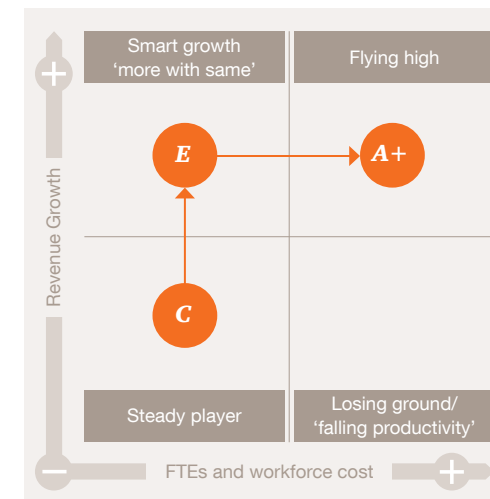 Smart growth
‘more with same’
Flying high
+
E
A+
Revenue Growth
C
Steady player
Losing ground/
‘falling productivity’
−
FTEs and workforce cost
+